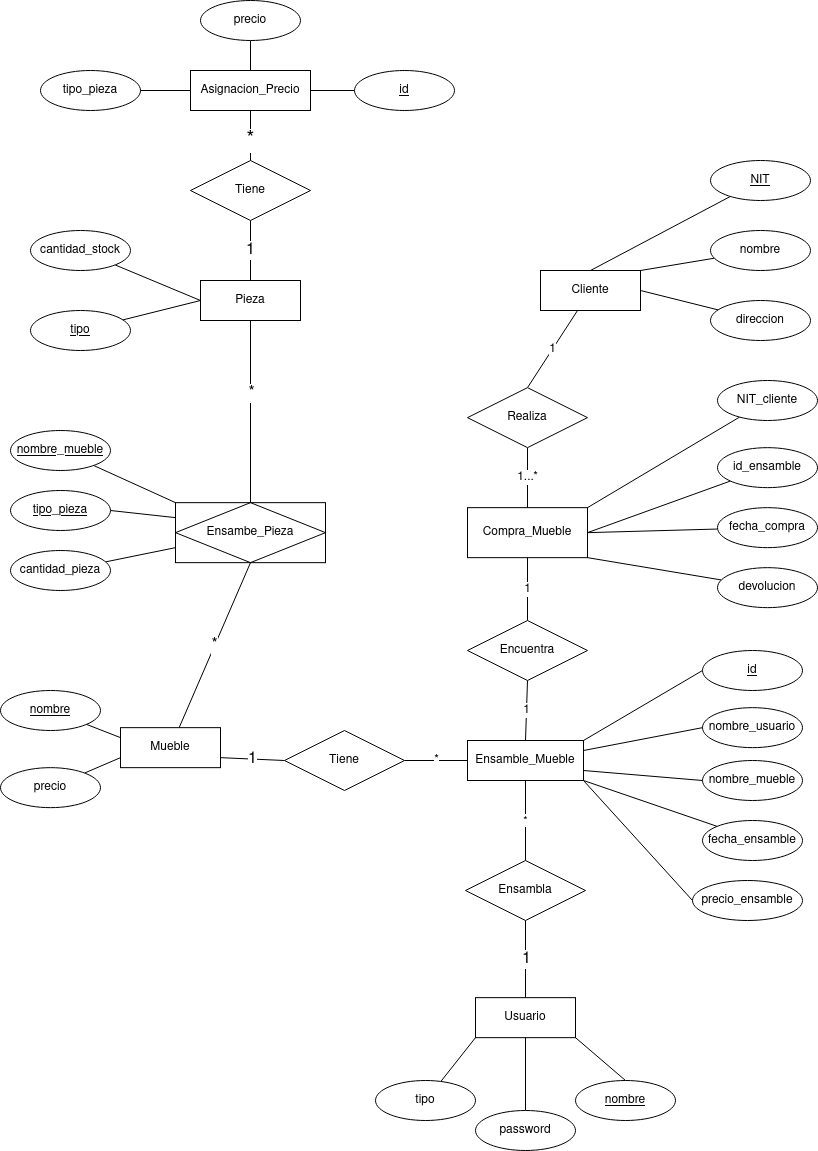 precio
tipo_pieza
Asignacion_Precio
id
*
Tiene
1
NIT
cantidad_stock
nombre
Pieza
Cliente
tipo
direccion
1
*
NIT_cliente
Realiza
nombre_mueble
id_ensamble
1...*
tipo_pieza
fecha_compra
Ensambe_Pieza
Compra_Mueble
cantidad_pieza
devolucion
1
*
Encuentra
id
nombre
1
nombre_usuario
Mueble
1
Tiene
*
Ensamble_Mueble
nombre_mueble
precio
*
fecha_ensamble
Ensambla
precio_ensamble
1
Usuario
tipo
nombre
password